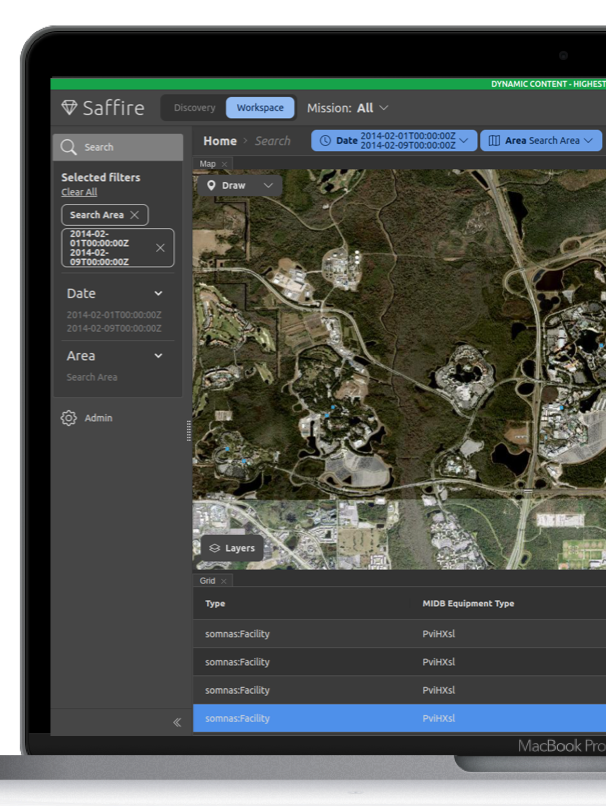 DYNAMIC CONTENT - HIGHEST
Saffire
Discovery
Workspace
Mission: All
Search
Home > Search
Date 2014-02-01T00:00:00Z
2014-02-09T00:00:00Z
Area Search Area
Selected filters
Clear All
Search Area
2014-02-
01T00:00:00Z
2014-02-
09T00:00:00Z
Date
2014-02-01T00:00:00Z
2014-02-09T00:00:00Z
Area
Search Area
Admin
Map
Draw
Layers
Grid
Type MIDB Equipment Type
somnas:Facility PviHXsl
somnas:Facility PviHXsl
somnas:Facility PviHXsl
somnas:Facility PviHXsl
MacBook Pro